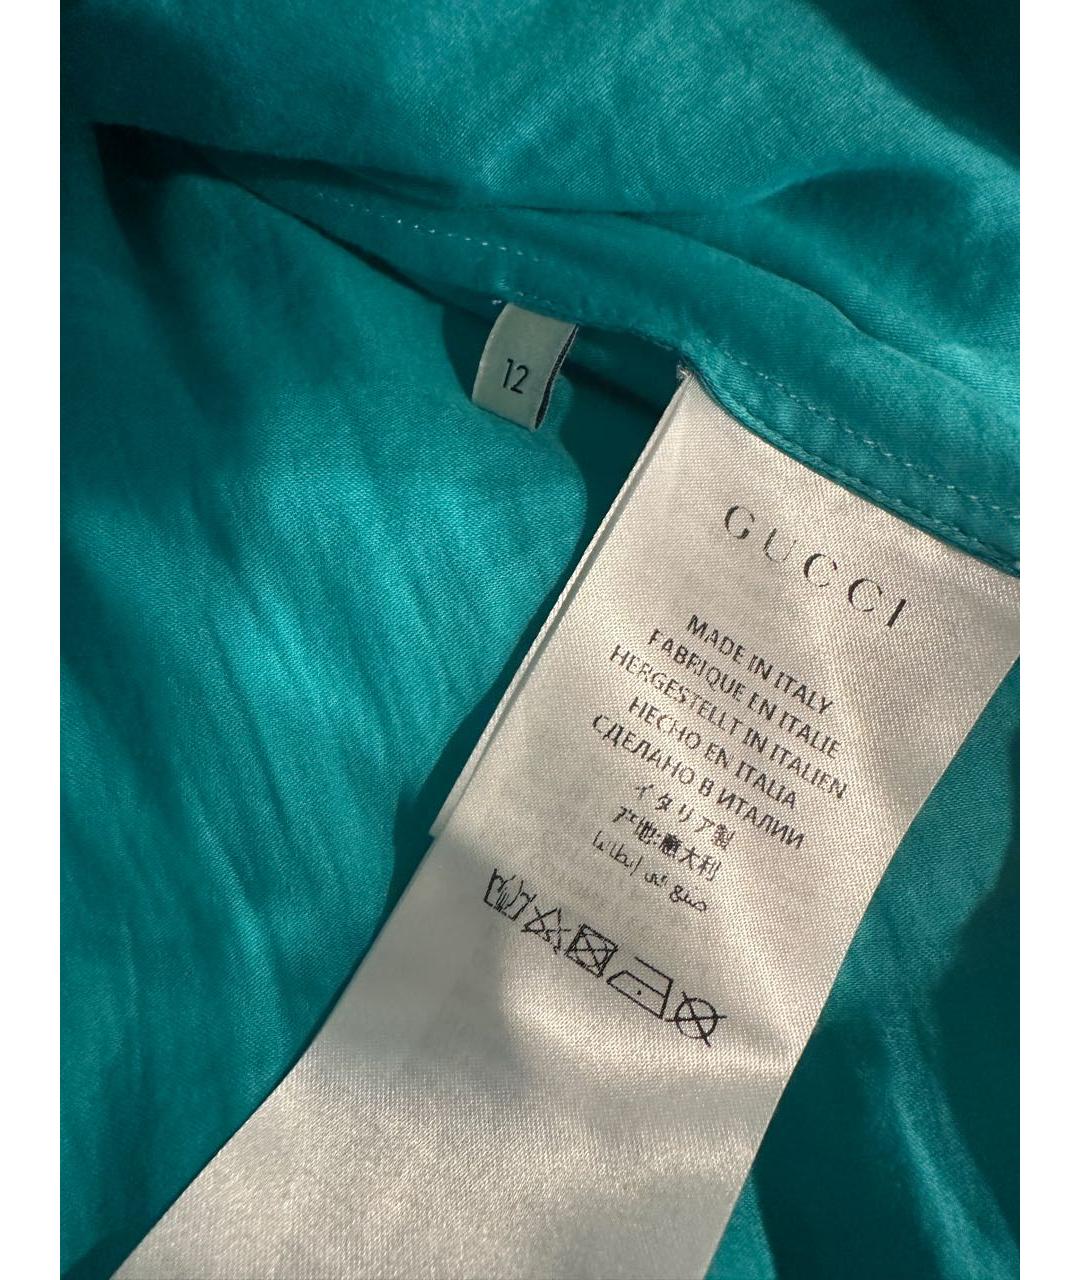 12
GUCCI
MADE IN ITALY
FABRIQUE EN ITALIE
HERGESTELLT IN ITALIEN
HECHO EN ITALIA
СДЕЛАНО В ИТАЛИИ
イタリア製
产地:意大利
صنع في إيطاليا